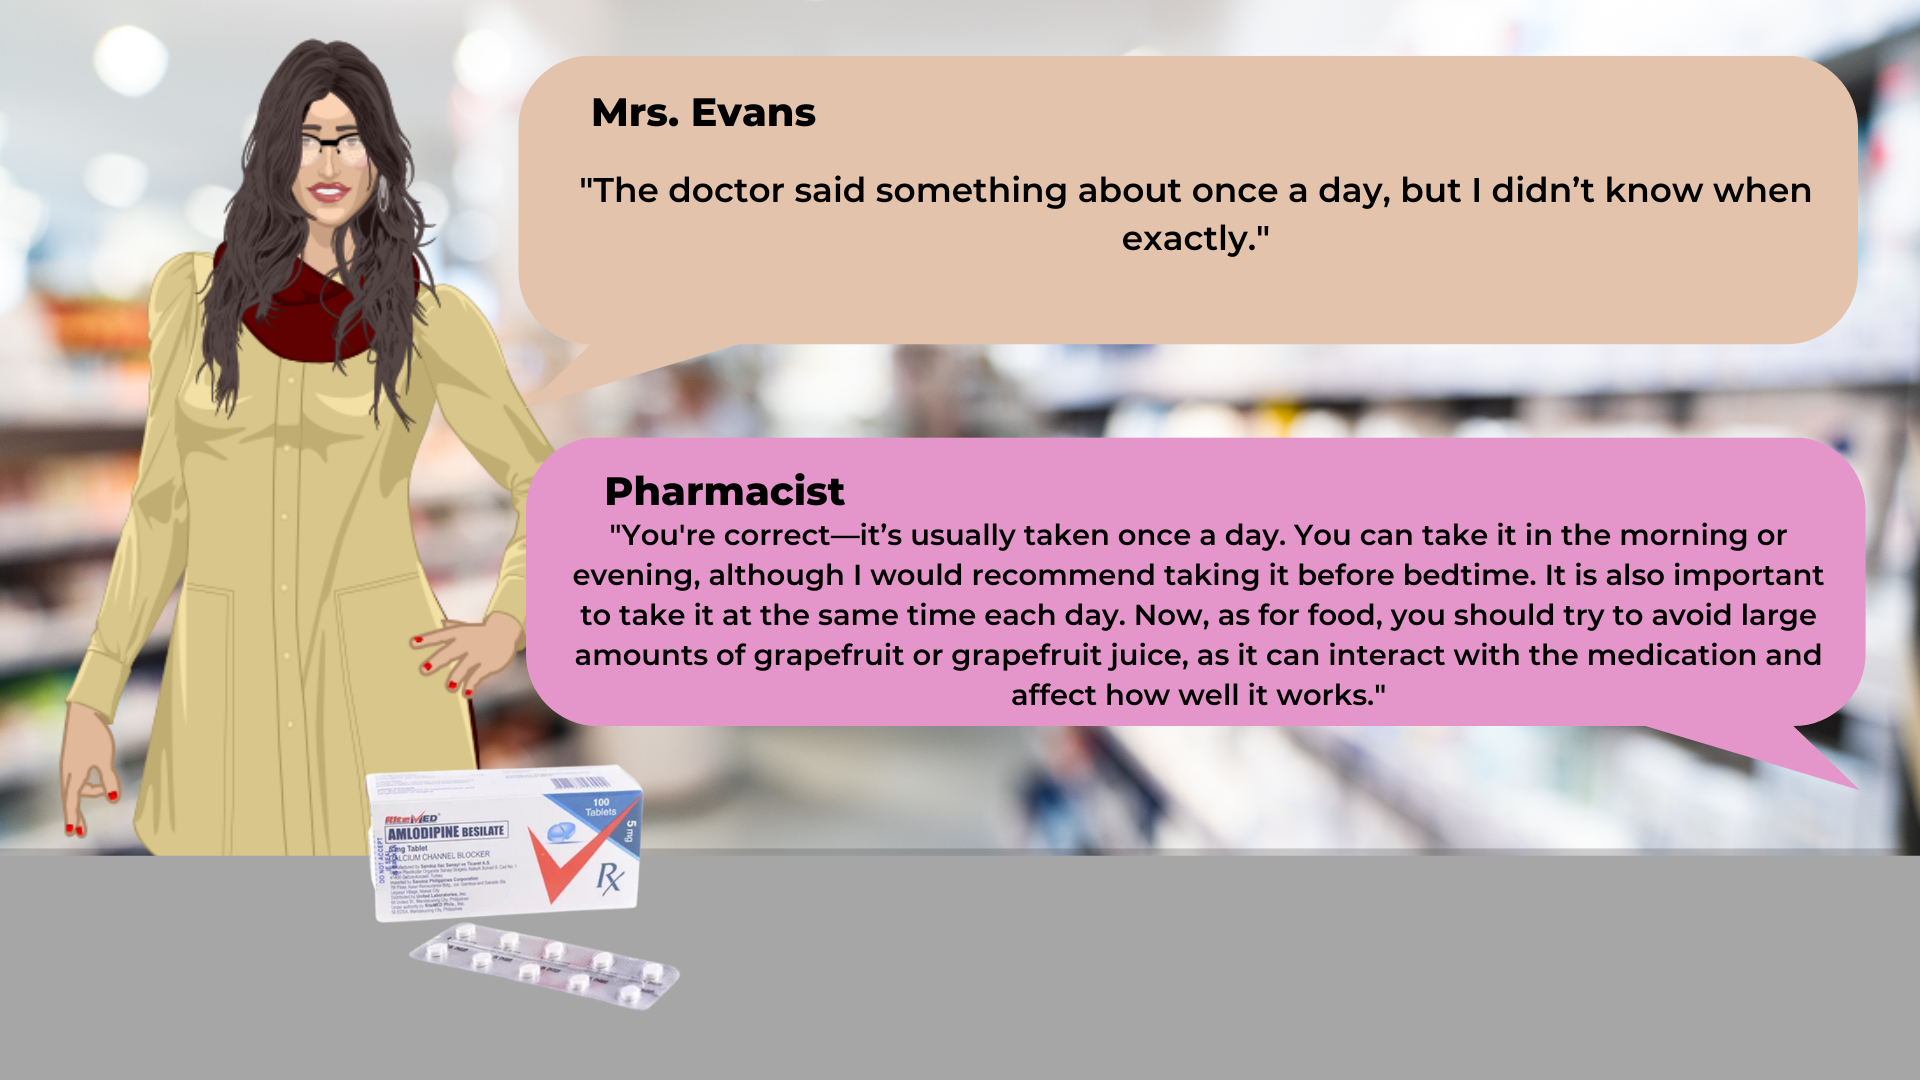 Mrs. Evans
"The doctor said something about once a day, but I didn’t know when
exactly."
Pharmacist
"You're correct—it’s usually taken once a day. You can take it in the morning or
evening, although I would recommend taking it before bedtime. It is also important
to take it at the same time each day. Now, as for food, you should try to avoid large
amounts of grapefruit or grapefruit juice, as it can interact with the medication and
affect how well it works."
100
Tablets
5 mg
RiteMED
AMLODIPINE BESILATE
5mg Tablet
CALCIUM CHANNEL BLOCKER
Rx